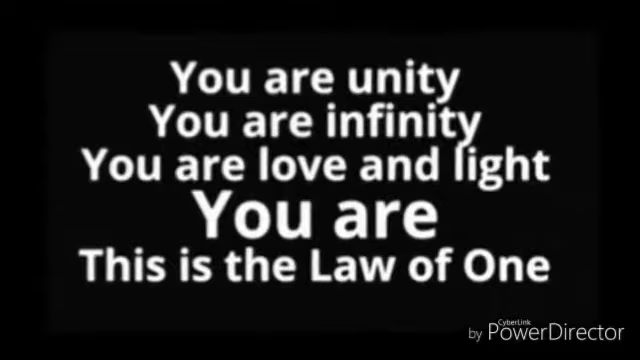 You are unity
You are infinity
You are love and light
You are
This is the Law of One
CyberLink
by PowerDirector